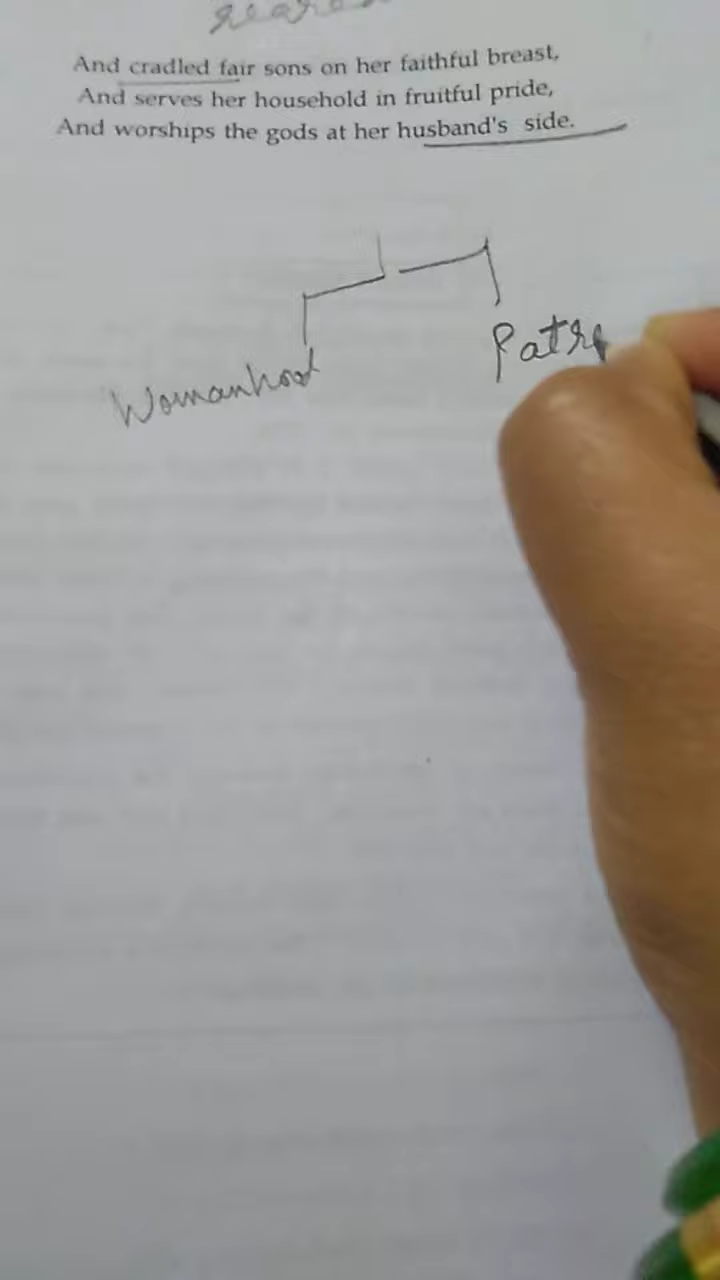 And cradled fair sons on her faithful breast,
And serves her household in fruitful pride,
And worships the gods at her husband's side.
Womanhood
Patr